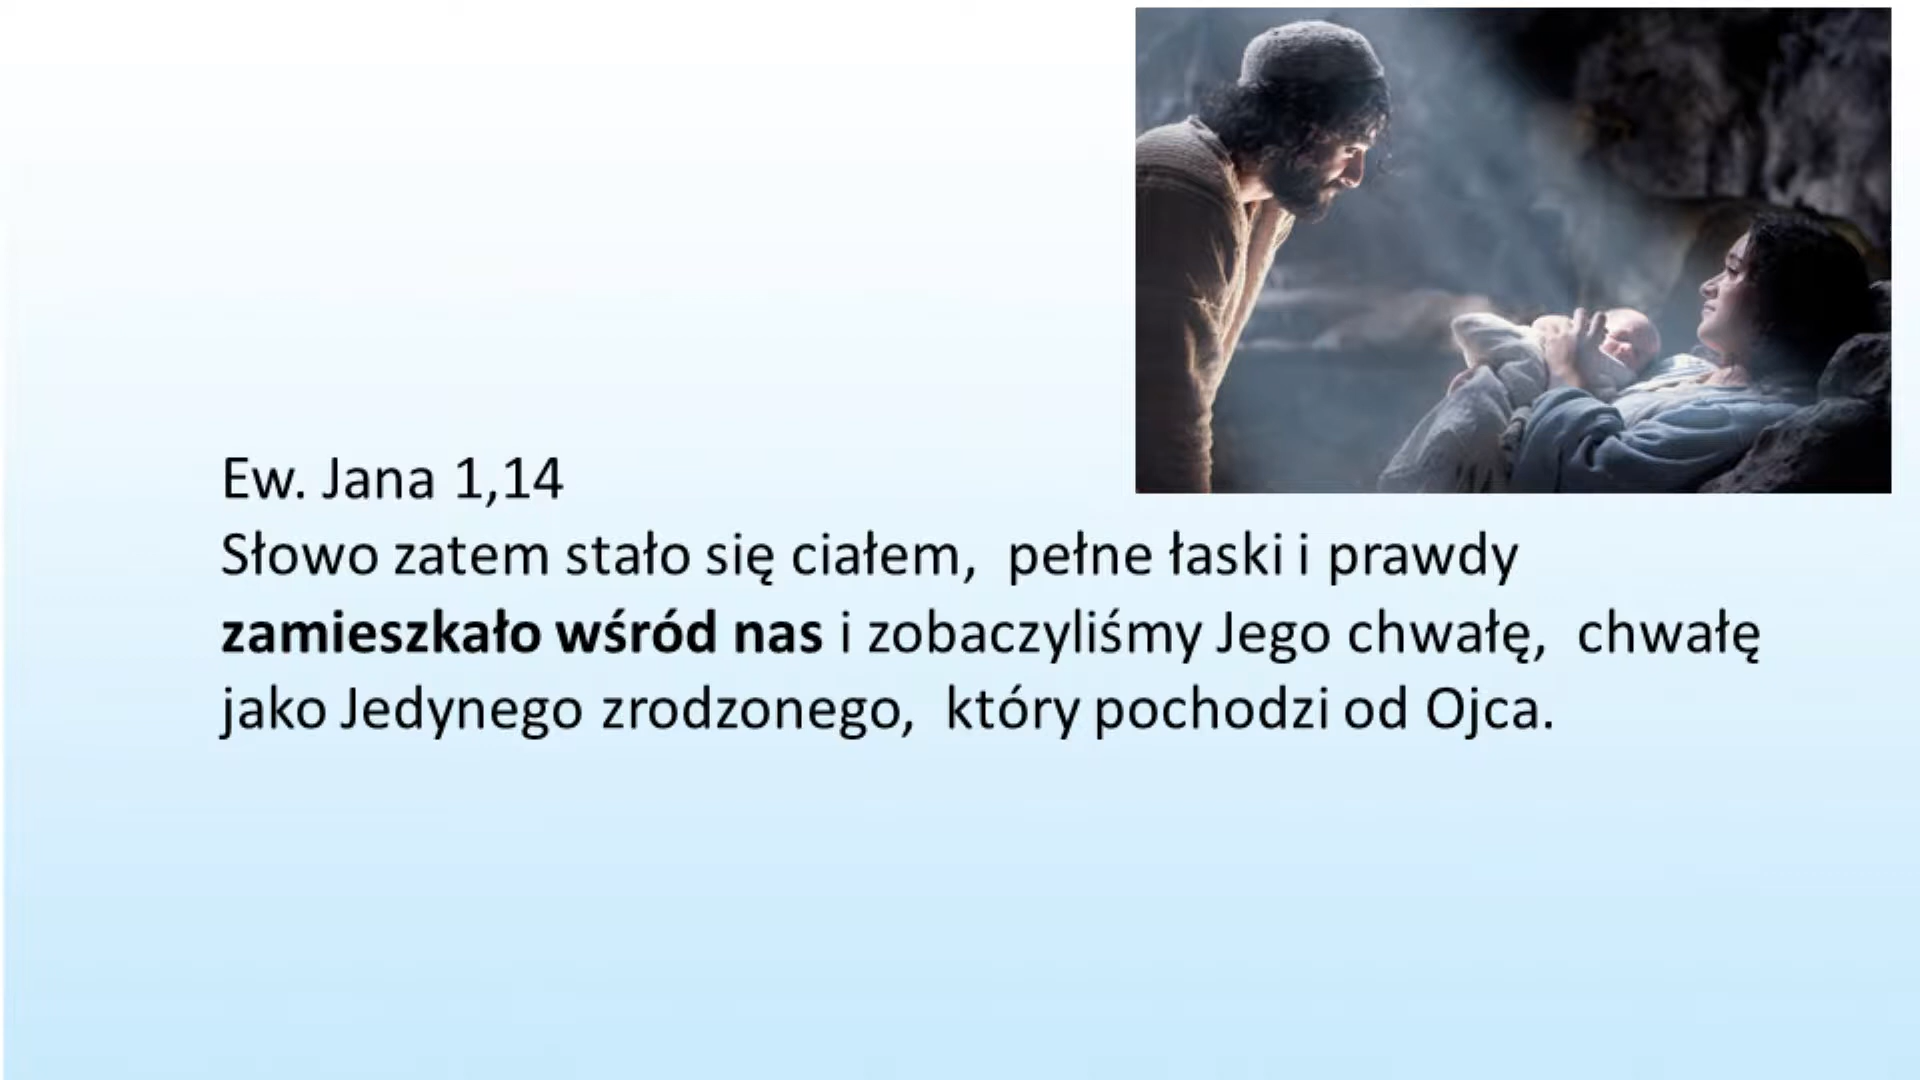 Ew. Jana 1,14
Słowo zatem stało się ciałem,  pełne łaski i prawdy
zamieszkało wśród nas i zobaczyliśmy Jego chwałę,  chwałę
jako Jedynego zrodzonego,  który pochodzi od Ojca.